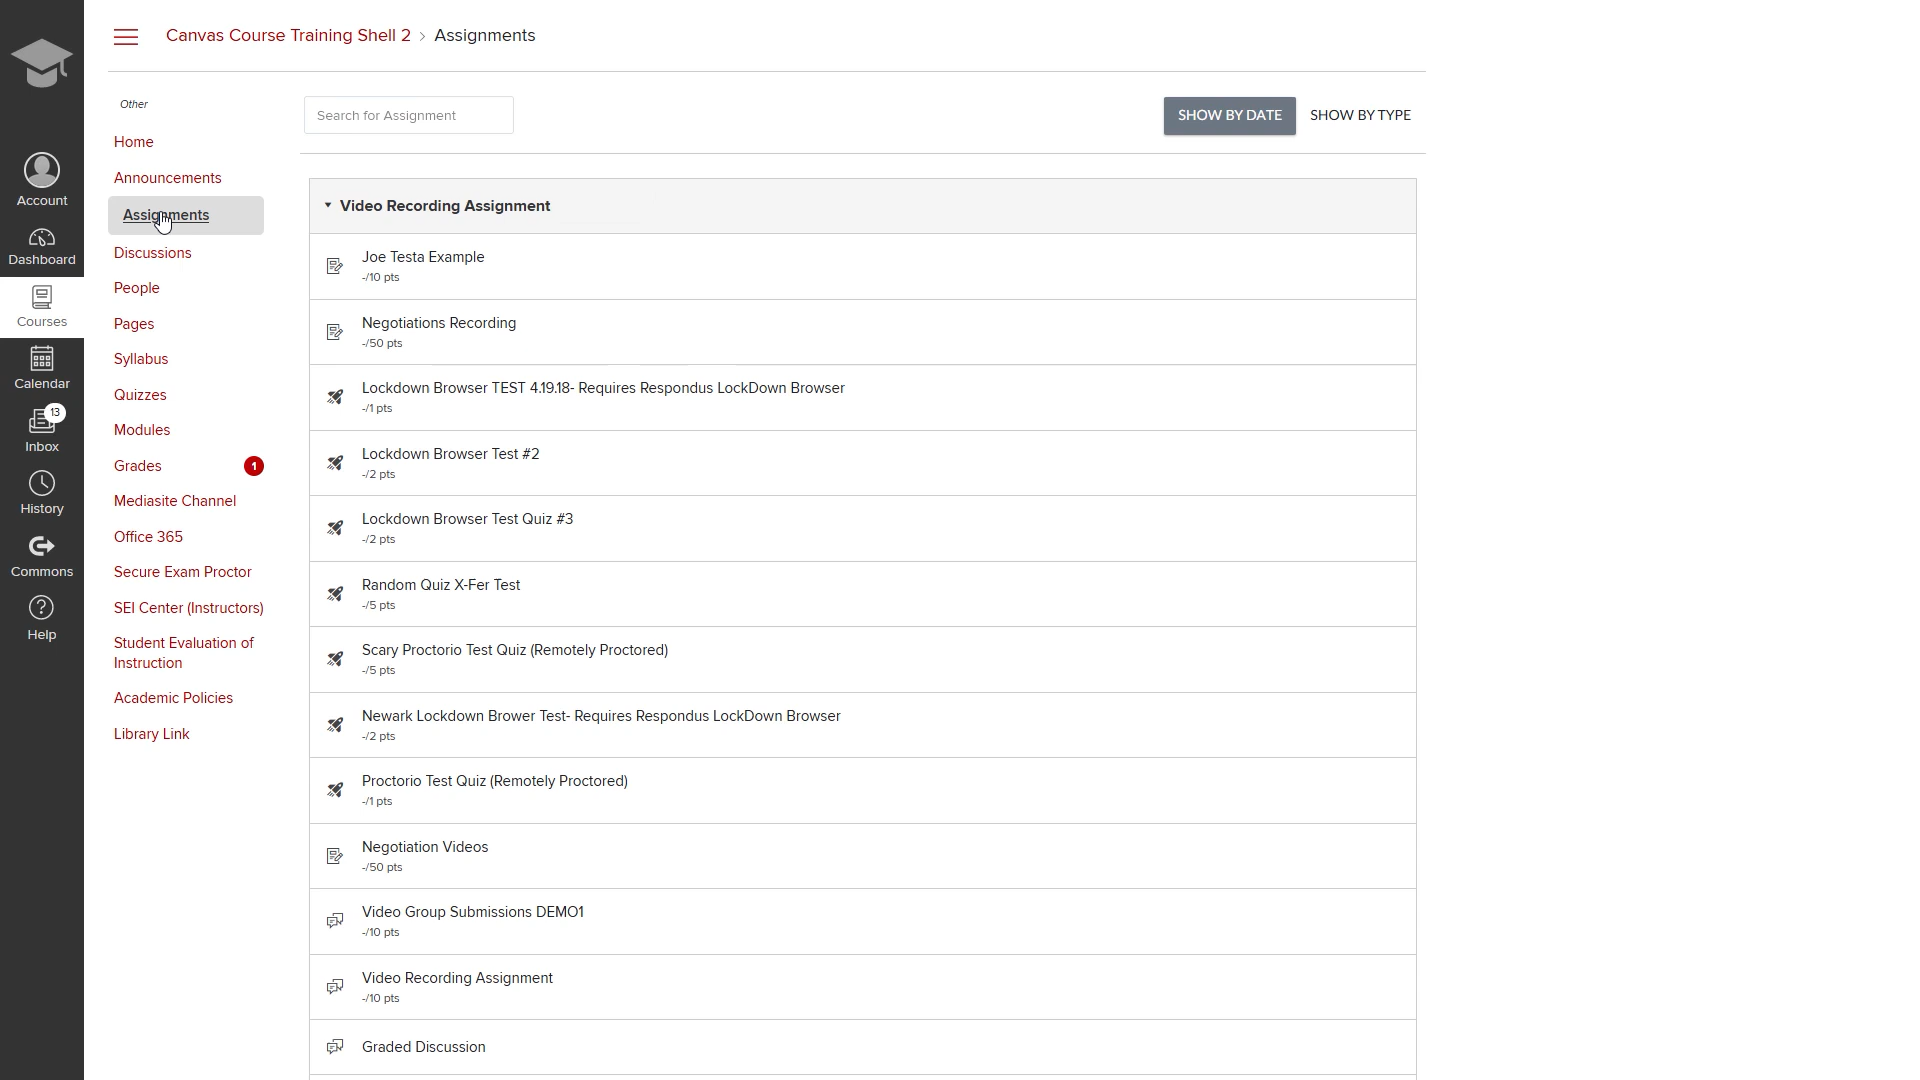 Canvas Course Training Shell 2 › Assignments
Other
Home
Announcements
Assignments
Discussions
People
Pages
Syllabus
Quizzes
Modules
Grades 1
Mediasite Channel
Office 365
Secure Exam Proctor
SEI Center (Instructors)
Student Evaluation of
Instruction
Academic Policies
Library Link
Account
Dashboard
Courses
Calendar
13
Inbox
History
Commons
Help
Search for Assignment
SHOW BY DATE
SHOW BY TYPE
Video Recording Assignment
Joe Testa Example
-/10 pts
Negotiations Recording
-/50 pts
Lockdown Browser TEST 4.19.18- Requires Respondus LockDown Browser
-/1 pts
Lockdown Browser Test #2
-/2 pts
Lockdown Browser Test Quiz #3
-/2 pts
Random Quiz X-Fer Test
-/5 pts
Scary Proctorio Test Quiz (Remotely Proctored)
-/5 pts
Newark Lockdown Brower Test- Requires Respondus LockDown Browser
-/2 pts
Proctorio Test Quiz (Remotely Proctored)
-/1 pts
Negotiation Videos
-/50 pts
Video Group Submissions DEMO1
-/10 pts
Video Recording Assignment
-/10 pts
Graded Discussion